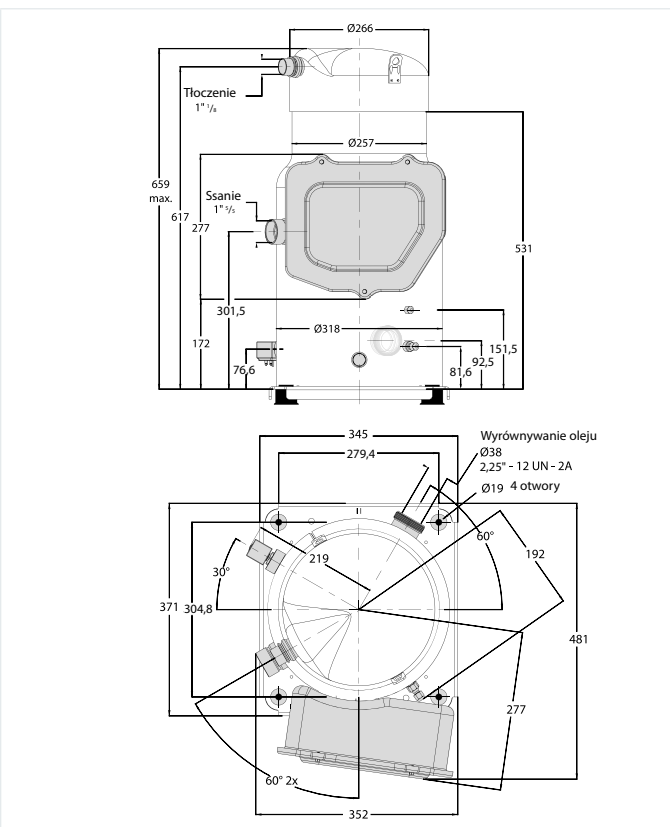 Ø266
Tłoczenie
1" 1/8
Ø257
659
max.
617
277
Ssanie
1" 5/5
531
301,5
Ø318
172
151,5
92,5
76,6
81,6
345
Wyrównywanie oleju
279,4
Ø38
2,25" - 12 UN - 2A
Ø19 4 otwory
60°
219
192
30°
371
304,8
481
277
60° 2x
352